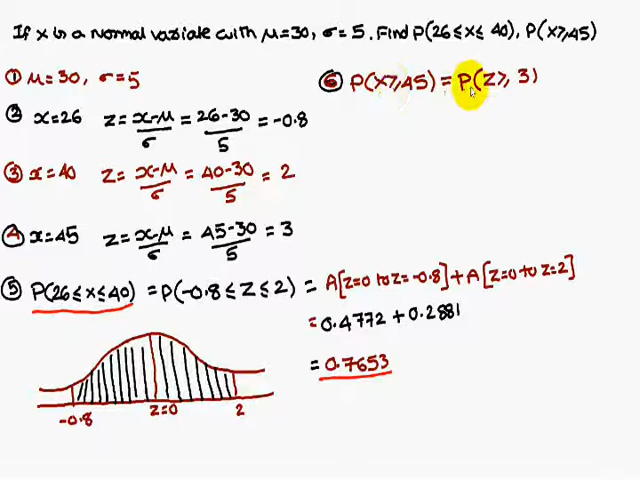 If x is a normal variate with μ=30, σ=5. Find P(26≤x≤40), P(x≥45)
① μ=30, σ=5
② x=26 z=x-μ/σ=26-30/5=-0.8
③ x=40 z=x-μ/σ=40-30/5=2
④ x=45 z=x-μ/σ=45-30/5=3
⑤ P(26≤x≤40)=P(-0.8≤z≤2)=A[z=0 to z=-0.8]+A[z=0 to z=2]
=0.4772+0.2881
=0.7653
-0.8 z=0 2
⑥ P(x≥45)=P(z≥3)